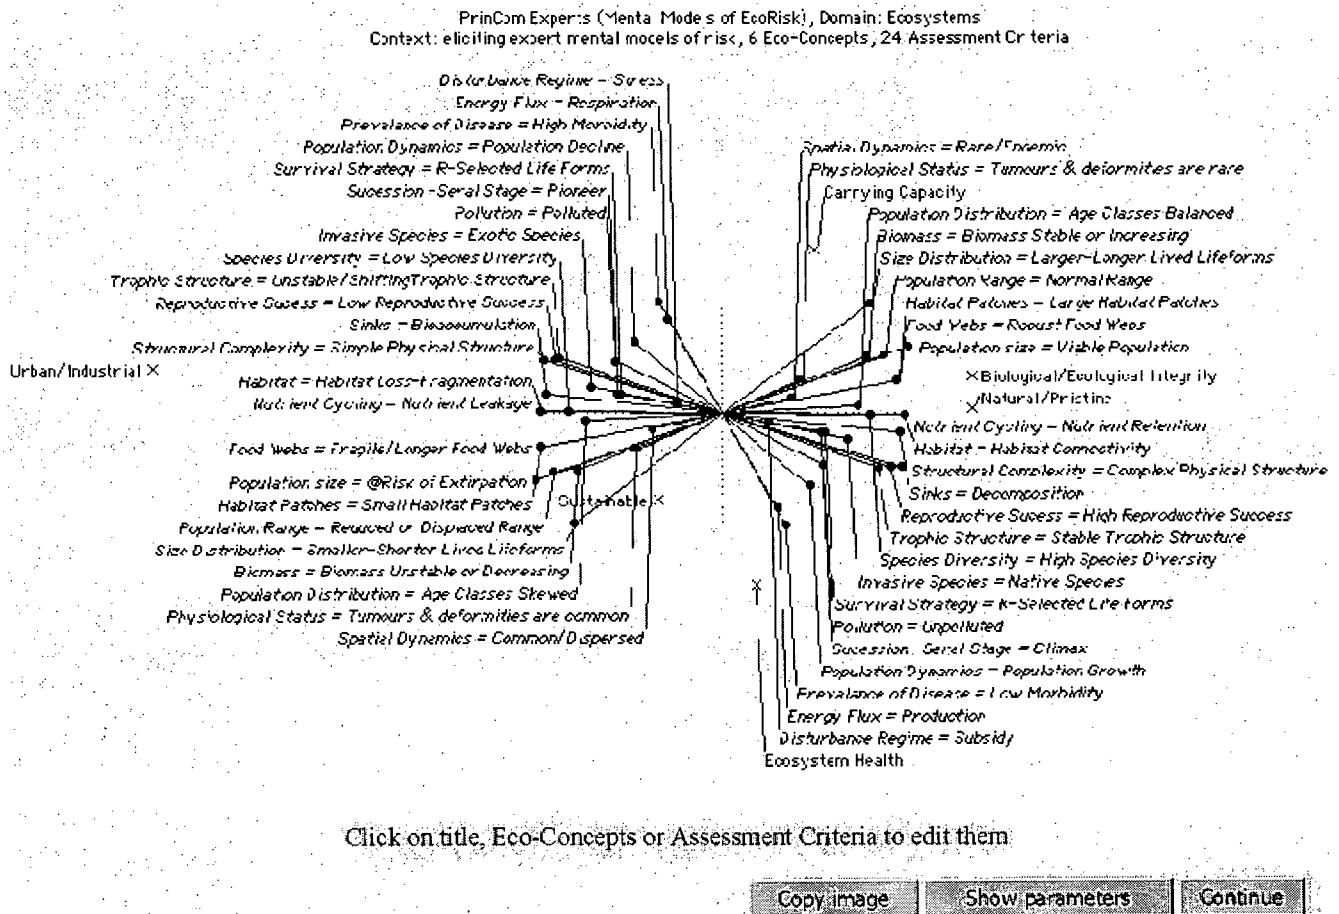 PrinCom Experts (Mental Models of EcoRisk), Domain: Ecosystems
Context: eliciting expert mental models of risk, 6 Eco-Concepts, 24 Assessment Criteria
Disturbance Regime = Stress
Energy Flux = Respiration
Prevalance of Disease = High Morbidity
Population Dynamics = Population Decline
Survival Strategy = R-Selected Life Forms
Sucession-Seral Stage = Pioneer
Pollution = Polluted
Invasive Species = Exotic Species
Species Diversity = Low Species Diversity
Trophic Structure = Unstable/Shifting Trophic Structure
Reproductive Sucess = Low Reproductive Success
Sinks = Bioaccumulation
Structural Complexity = Simple Physical Structure
Urban/Industrial
Habitat = Habitat Loss-Fragmentation
Nutrient Cycling = Nutrient Leakage
Food Webs = Fragile/Longer Food Webs
Population size = @Risk of Extirpation
Habitat Patches = Small Habitat Patches
Sustainable
Population Range = Reduced or Displaced Range
Size Distribution = Smaller-Shorter Lived Lifeforms
Biomass = Biomass Unstable or Decreasing
Population Distribution = Age Classes Skewed
Physiological Status = Tumours & deformities are common
Spatial Dynamics = Common/Dispersed
Spatial Dynamics = Rare/Endemic
Physiological Status = Tumours & deformities are rare
Carrying Capacity
Population Distribution = Age Classes Balanced
Biomass = Biomass Stable or Increasing
Size Distribution = Larger-Longer Lived Lifeforms
Population Range = Normal Range
Habitat Patches = Large Habitat Patches
Food Webs = Robust Food Webs
Population size = Viable Population
Biological/Ecological Integrity
Natural/Pristine
Nutrient Cycling = Nutrient Retention
Habitat = Habitat Connectivity
Structural Complexity = Complex Physical Structure
Sinks = Decomposition
Reproductive Sucess = High Reproductive Success
Trophic Structure = Stable Trophic Structure
Species Diversity = High Species Diversity
Invasive Species = Native Species
Survival Strategy = K-Selected Life Forms
Pollution = Unpolluted
Sucession-Seral Stage = Climax
Population Dynamics = Population Growth
Prevalance of Disease = Low Morbidity
Energy Flux = Production
Disturbance Regime = Subsidy
Ecosystem Health
Click on title, Eco-Concepts or Assessment Criteria to edit them
Copy image
Show parameters
Continue